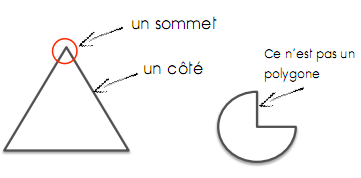 un sommet
un côté
Ce n'est pas un
polygone